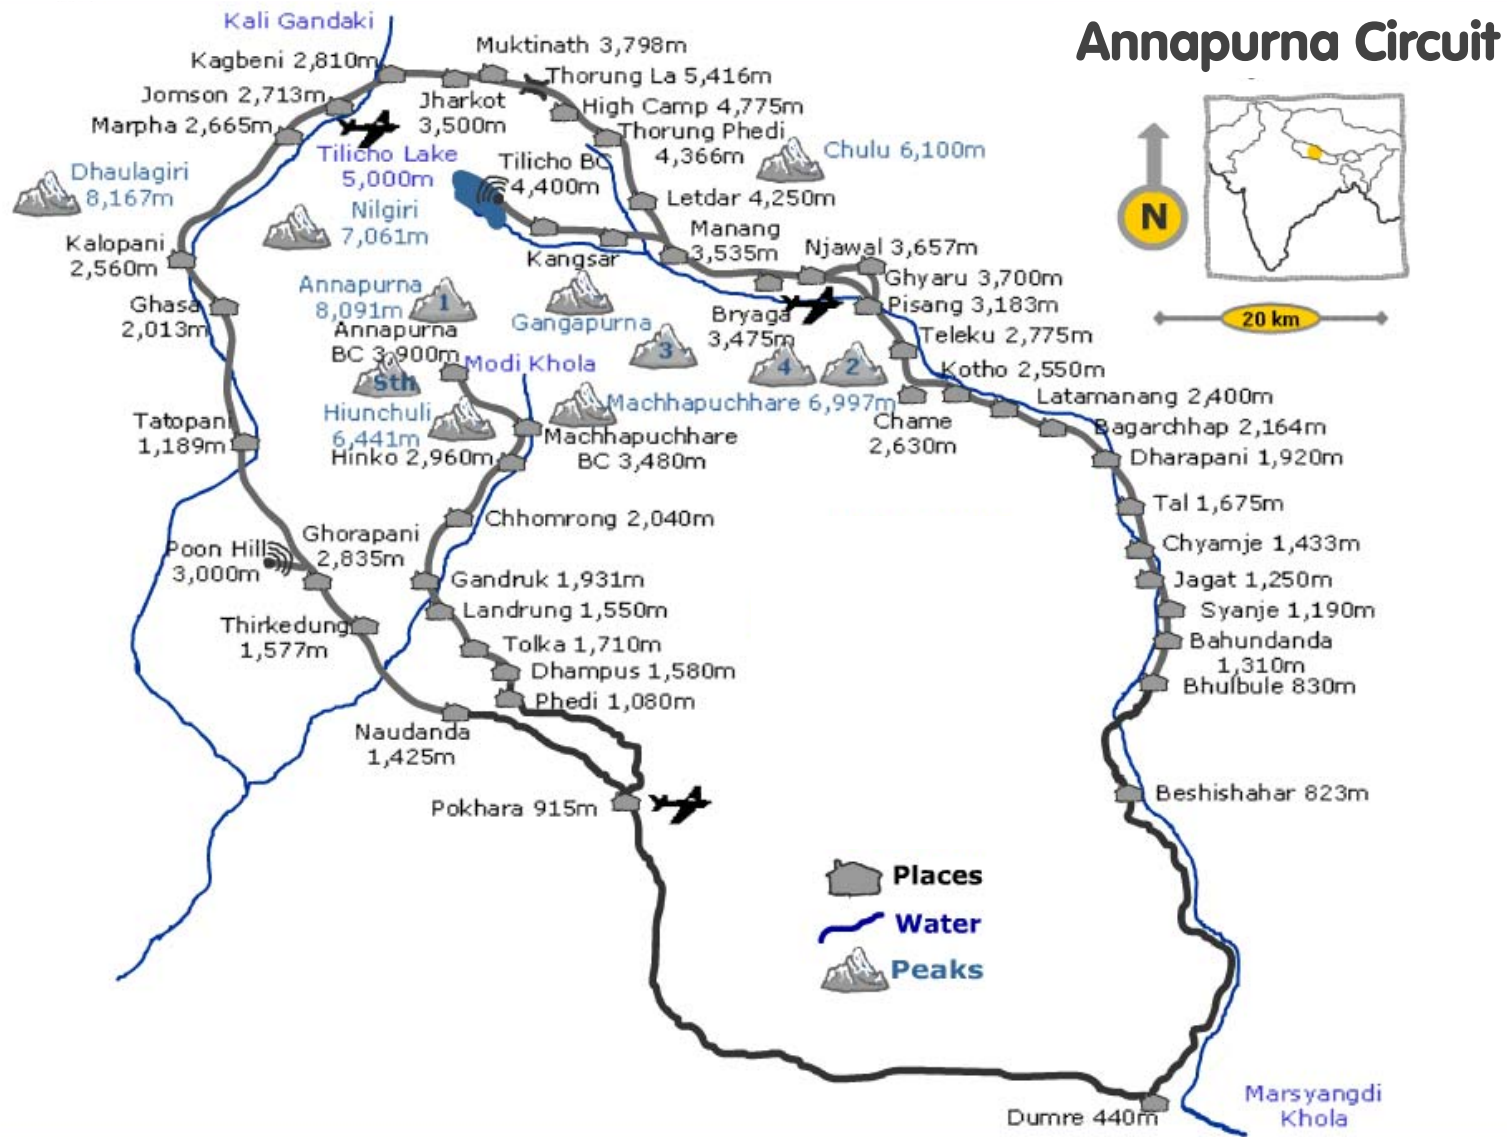 Annapurna Circuit
Kali Gandaki
Kagbeni 2,810m
Muktinath 3,798m
Jomson 2,713m
Jharkot
3,500m
Thorung La 5,416m
High Camp 4,775m
Marpha 2,665m
Thorung Phedi
4,366m
Tilicho Lake
5,000m
Tilicho BC
4,400m
Chulu 6,100m
Dhaulagiri
8,167m
Letdar 4,250m
Nilgiri
7,061m
Manang
3,535m
Njawal 3,657m
Kalopani
2,560m
Kangsar
Ghyaru 3,700m
N
Annapurna
8,091m
1
Ghasa
2,013m
Pisang 3,183m
20 km
Gangapurna
Bryaga
3,475m
Teleku 2,775m
Annapurna
BC 3,900m
3
4
2
Modi Khola
Kotho 2,550m
Sth
Latamanang 2,400m
Machhapuchhare 6,997m
Chame
2,630m
Hiunchuli
6,441m
Tatopani
1,189m
Bagarchhap 2,164m
Machhapuchhare
BC 3,480m
Hinko 2,960m
Dharapani 1,920m
Tal 1,675m
Chhomrong 2,040m
Ghorapani
2,835m
Poon Hill
3,000m
Chyamje 1,433m
Gandruk 1,931m
Jagat 1,250m
Landrung 1,550m
Syanje 1,190m
Thirkedung
1,577m
Tolka 1,710m
Bahundanda
1,310m
Dhampus 1,580m
Bhulbule 830m
Phedi 1,080m
Naudanda
1,425m
Pokhara 915m
Beshishahar 823m
Places
Water
Peaks
Dumre 440m
Marsyangdi
Khola